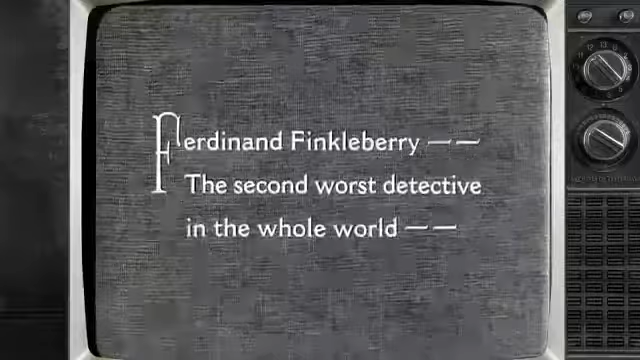 Ferdinand Finkleberry — —
The second worst detective
in the whole world — —